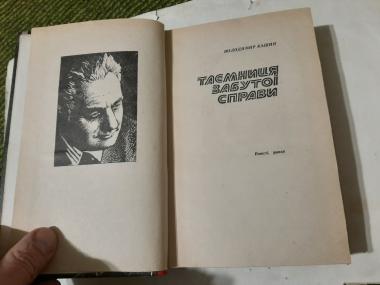 ВОЛОДИМИР КАШИН
ТАЄМНИЦЯ
ЗАБУТОЇ
СПРАВИ
Повісті, роман